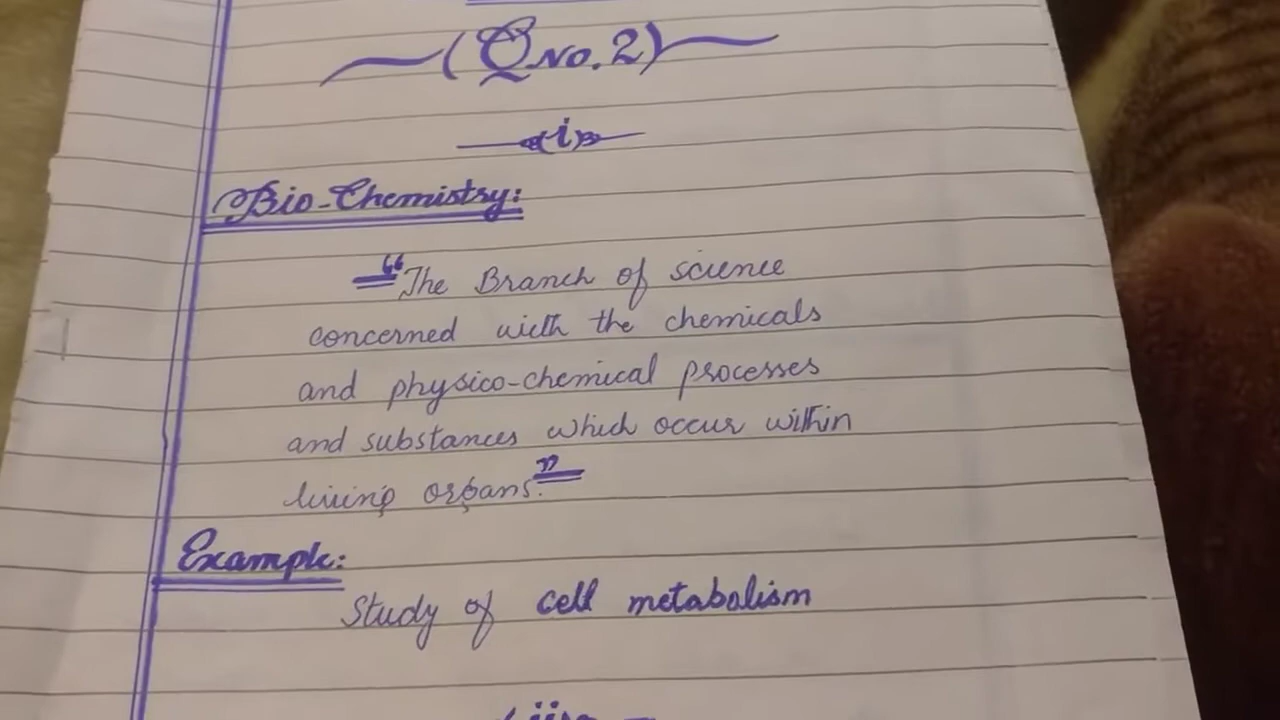 (Q No. 2)
(i)
Bio-Chemistry:
"The Branch of science
concerned with the chemicals
and physico-chemical processes
and substances which occur within
living organs."
Example:
Study of cell metabolism
(ii)